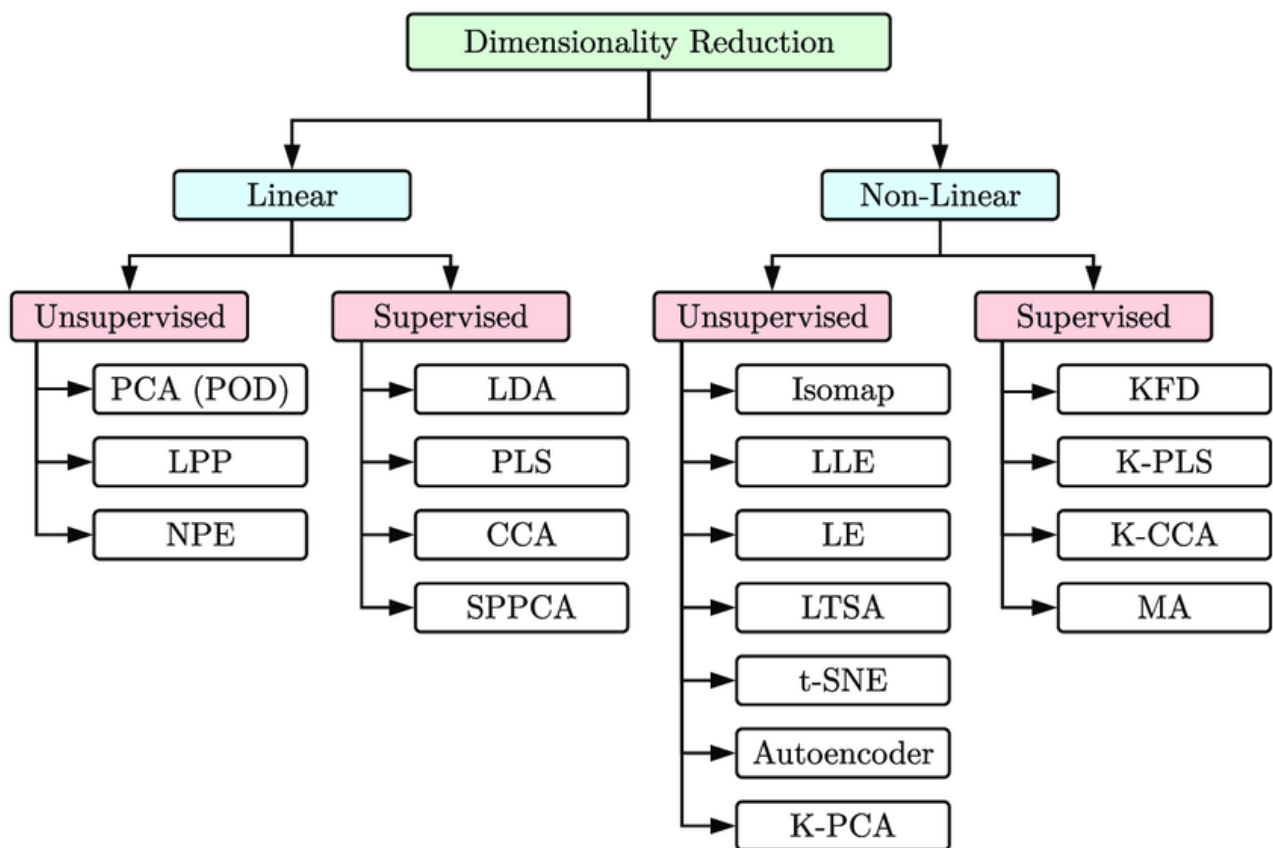 Dimensionality Reduction
Linear
Non-Linear
Unsupervised
Supervised
Unsupervised
Supervised
PCA (POD)
LPP
NPE
LDA
PLS
CCA
SPPCA
Isomap
LLE
LE
LTSA
t-SNE
Autoencoder
K-PCA
KFD
K-PLS
K-CCA
MA